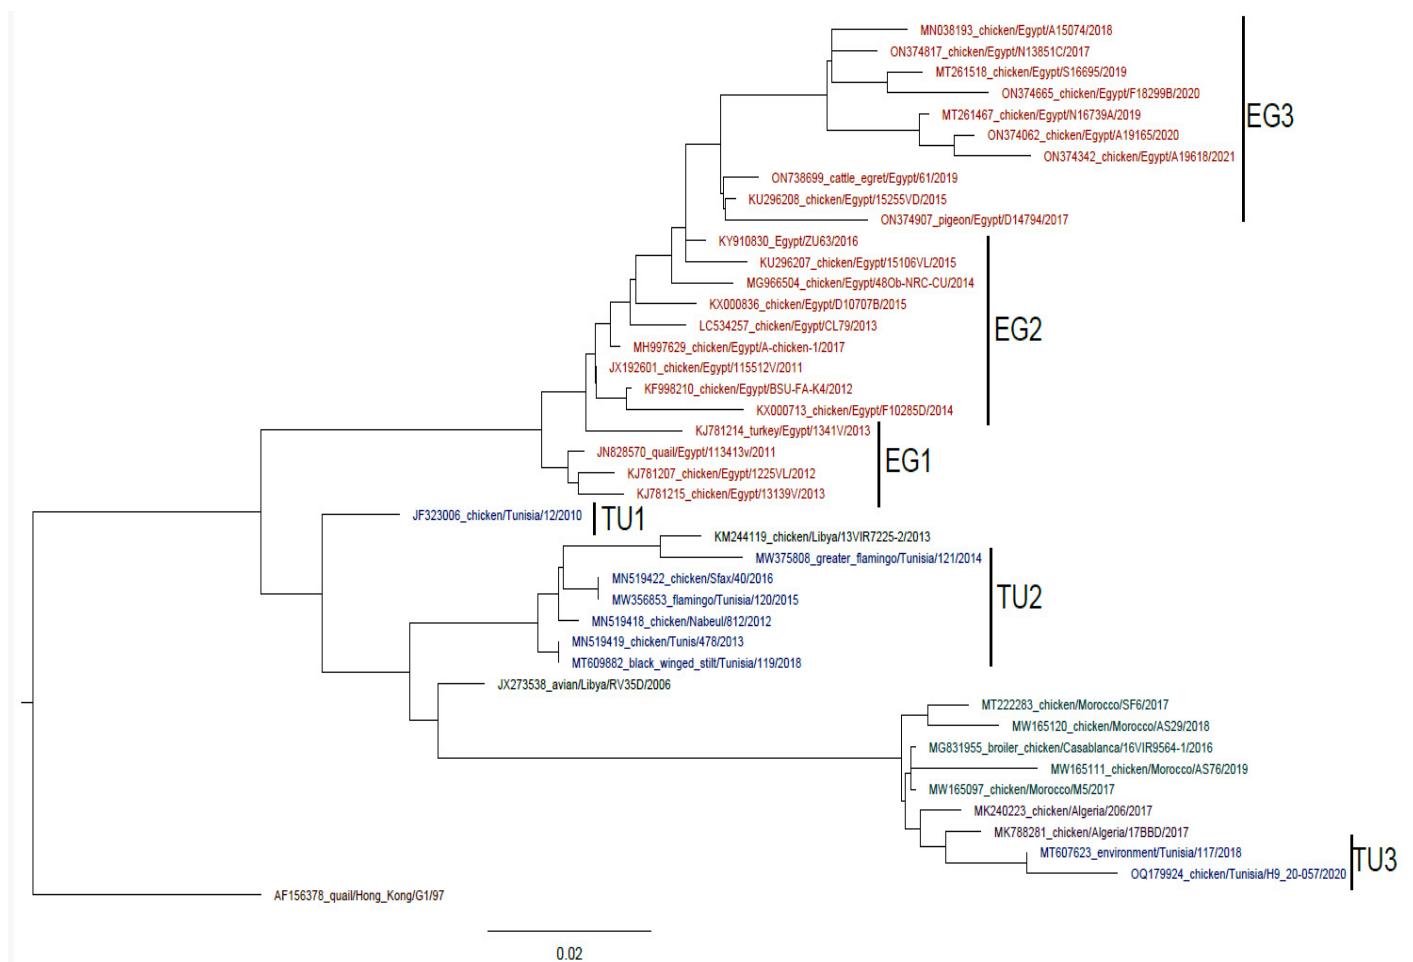 MN038193_chicken/Egypt/A15074/2018
ON374817_chicken/Egypt/N13851C/2017
MT261518_chicken/Egypt/S16695/2019
ON374665_chicken/Egypt/F18299B/2020
MT261467_chicken/Egypt/N16739A/2019
ON374062_chicken/Egypt/A19165/2020
ON374342_chicken/Egypt/A19618/2021
EG3
ON738699_cattle_egret/Egypt/61/2019
KU296208_chicken/Egypt/15255VD/2015
ON374907_pigeon/Egypt/D14794/2017
KY910830_Egypt/ZU63/2016
KU296207_chicken/Egypt/15106VL/2015
MG966504_chicken/Egypt/48Ob-NRC-CU/2014
KX000836_chicken/Egypt/D10707B/2015
LC534257_chicken/Egypt/CL79/2013
EG2
MH997629_chicken/Egypt/A-chicken-1/2017
JX192601_chicken/Egypt/115512V/2011
KF998210_chicken/Egypt/BSU-FA-K4/2012
KX000713_chicken/Egypt/F10285D/2014
KJ781214_turkey/Egypt/1341V/2013
JN828570_quail/Egypt/113413v/2011
EG1
KJ781207_chicken/Egypt/1225VL/2012
KJ781215_chicken/Egypt/13139V/2013
JF323006_chicken/Tunisia/12/2010
TU1
KM244119_chicken/Libya/13VIR7225-2/2013
MW375808_greater_flamingo/Tunisia/121/2014
MN519422_chicken/Sfax/40/2016
MW356853_flamingo/Tunisia/120/2015
TU2
MN519418_chicken/Nabeul/812/2012
MN519419_chicken/Tunis/478/2013
MT609882_black_winged_stilt/Tunisia/119/2018
JX273538_avian/Libya/RV35D/2006
MT222283_chicken/Morocco/SF6/2017
MW165120_chicken/Morocco/AS29/2018
MG831955_broiler_chicken/Casablanca/16VIR9564-1/2016
MW165111_chicken/Morocco/AS76/2019
MW165097_chicken/Morocco/M5/2017
MK240223_chicken/Algeria/206/2017
MK788281_chicken/Algeria/17BBD/2017
MT607623_environment/Tunisia/117/2018
TU3
OQ179924_chicken/Tunisia/H9_20-057/2020
AF156378_quail/Hong_Kong/G1/97
0.02